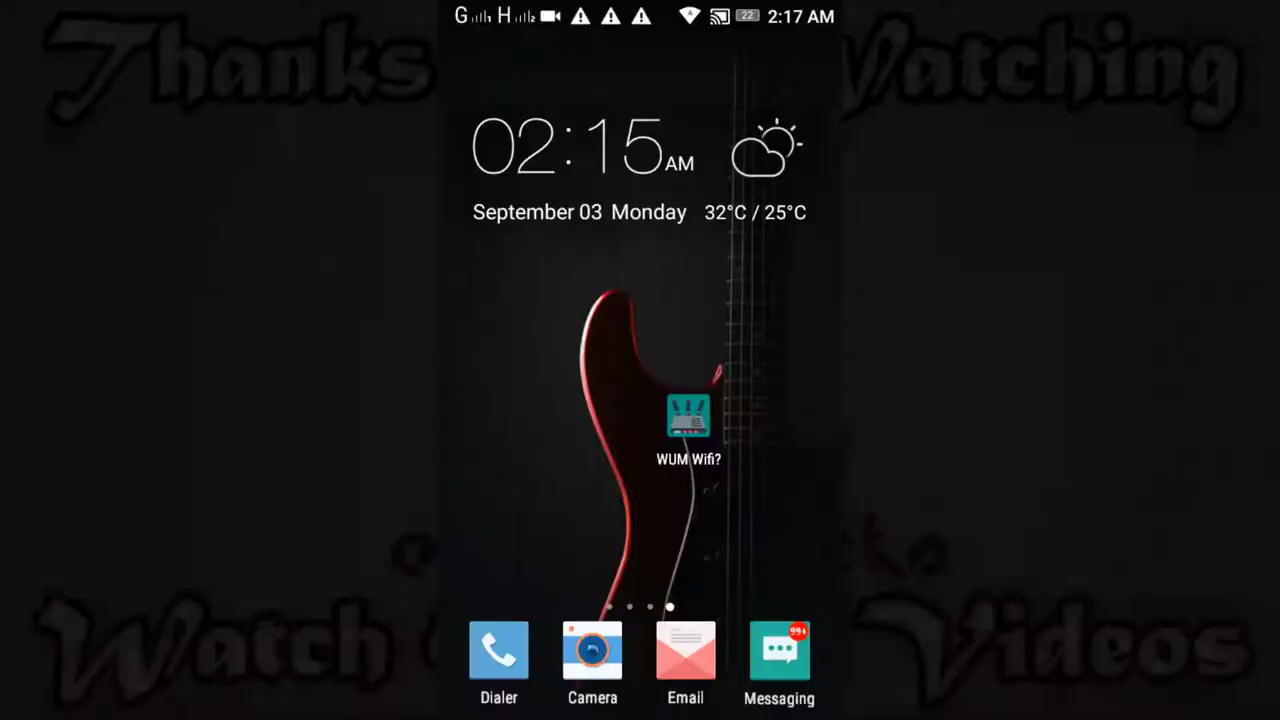 G H 22 2:17 AM
Thanks Watching
02:15 AM
September 03 Monday 32°C / 25°C
WUM Wifi?
Watch Videos
99+
Dialer Camera Email Messaging